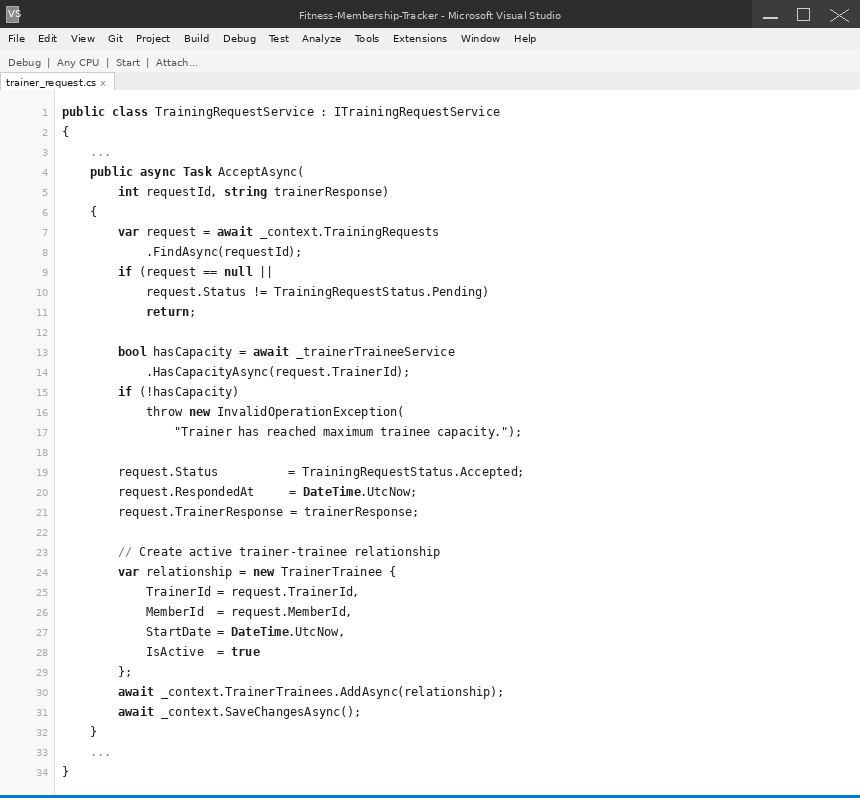 VS Fitness-Membership-Tracker - Microsoft Visual Studio
File Edit View Git Project Build Debug Test Analyze Tools Extensions Window Help
Debug | Any CPU | Start | Attach...
trainer_request.cs ×
1 public class TrainingRequestService : ITrainingRequestService
2 {
3     ...
4     public async Task AcceptAsync(
5         int requestId, string trainerResponse)
6     {
7         var request = await _context.TrainingRequests
8             .FindAsync(requestId);
9         if (request == null ||
10             request.Status != TrainingRequestStatus.Pending)
11             return;
12
13         bool hasCapacity = await _trainerTraineeService
14             .HasCapacityAsync(request.TrainerId);
15         if (!hasCapacity)
16             throw new InvalidOperationException(
17                 "Trainer has reached maximum trainee capacity.");
18
19         request.Status          = TrainingRequestStatus.Accepted;
20         request.RespondedAt     = DateTime.UtcNow;
21         request.TrainerResponse = trainerResponse;
22
23         // Create active trainer-trainee relationship
24         var relationship = new TrainerTrainee {
25             TrainerId = request.TrainerId,
26             MemberId  = request.MemberId,
27             StartDate = DateTime.UtcNow,
28             IsActive  = true
29         };
30         await _context.TrainerTrainees.AddAsync(relationship);
31         await _context.SaveChangesAsync();
32     }
33     ...
34 }